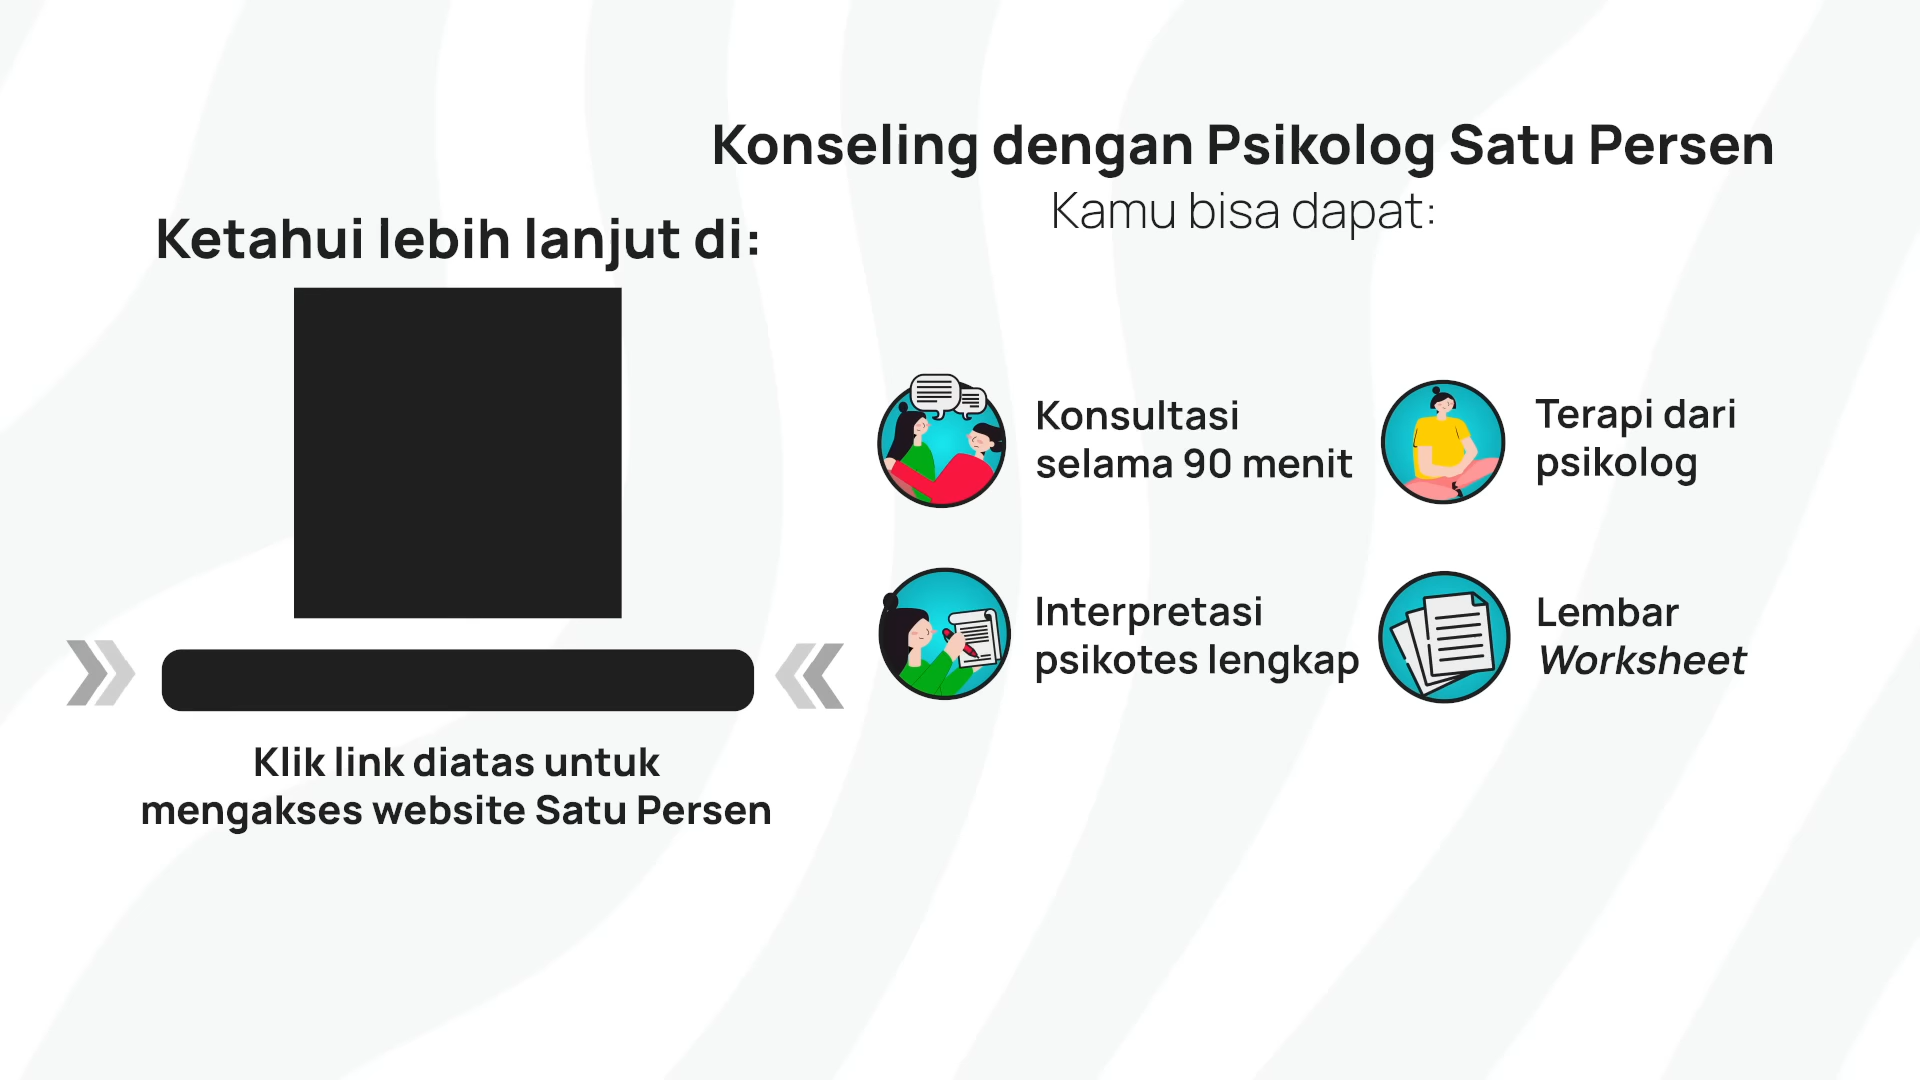 Konseling dengan Psikolog Satu Persen
Kamu bisa dapat:
Ketahui lebih lanjut di:
Klik link diatas untuk
mengakses website Satu Persen
Konsultasi
selama 90 menit
Terapi dari
psikolog
Interpretasi
psikotes lengkap
Lembar
Worksheet